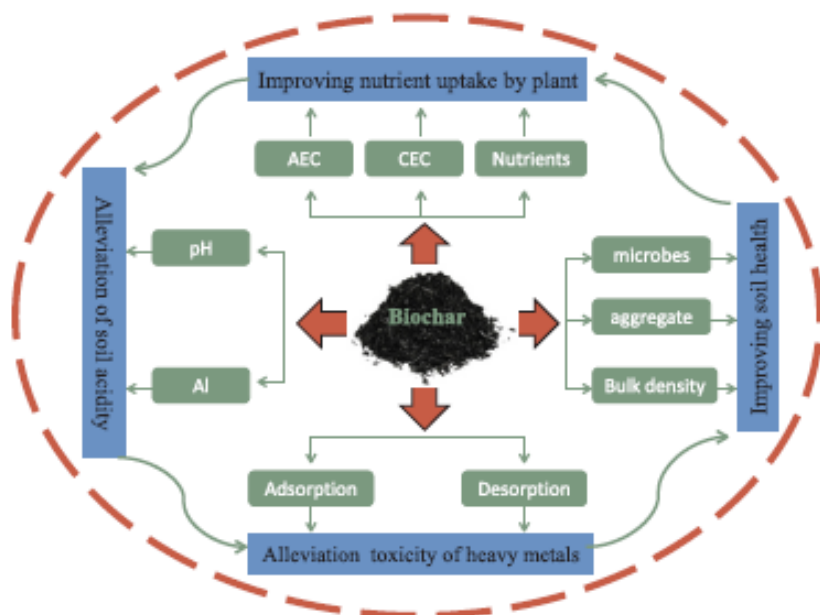 Improving nutrient uptake by plant
AEC
CEC
Nutrients
Alleviation of soil acidity
pH
Al
Biochar
microbes
aggregate
Bulk density
Improving soil health
Adsorption
Desorption
Alleviation toxicity of heavy metals